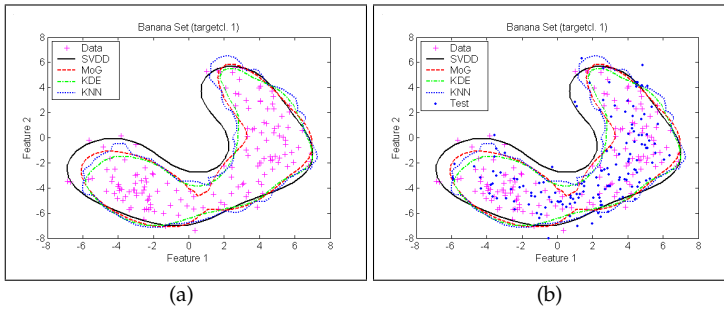 Banana Set (targetcl. 1)
8
6
4
2
0
-2
-4
-6
-8
Feature 2
Data
SVDD
MoG
KDE
KNN
-8 -6 -4 -2 0 2 4 6 8
Feature 1
(a)
Banana Set (targetcl. 1)
8
6
4
2
0
-2
-4
-6
-8
Feature 2
Data
SVDD
MoG
KDE
KNN
Test
-8 -6 -4 -2 0 2 4 6 8
Feature 1
(b)